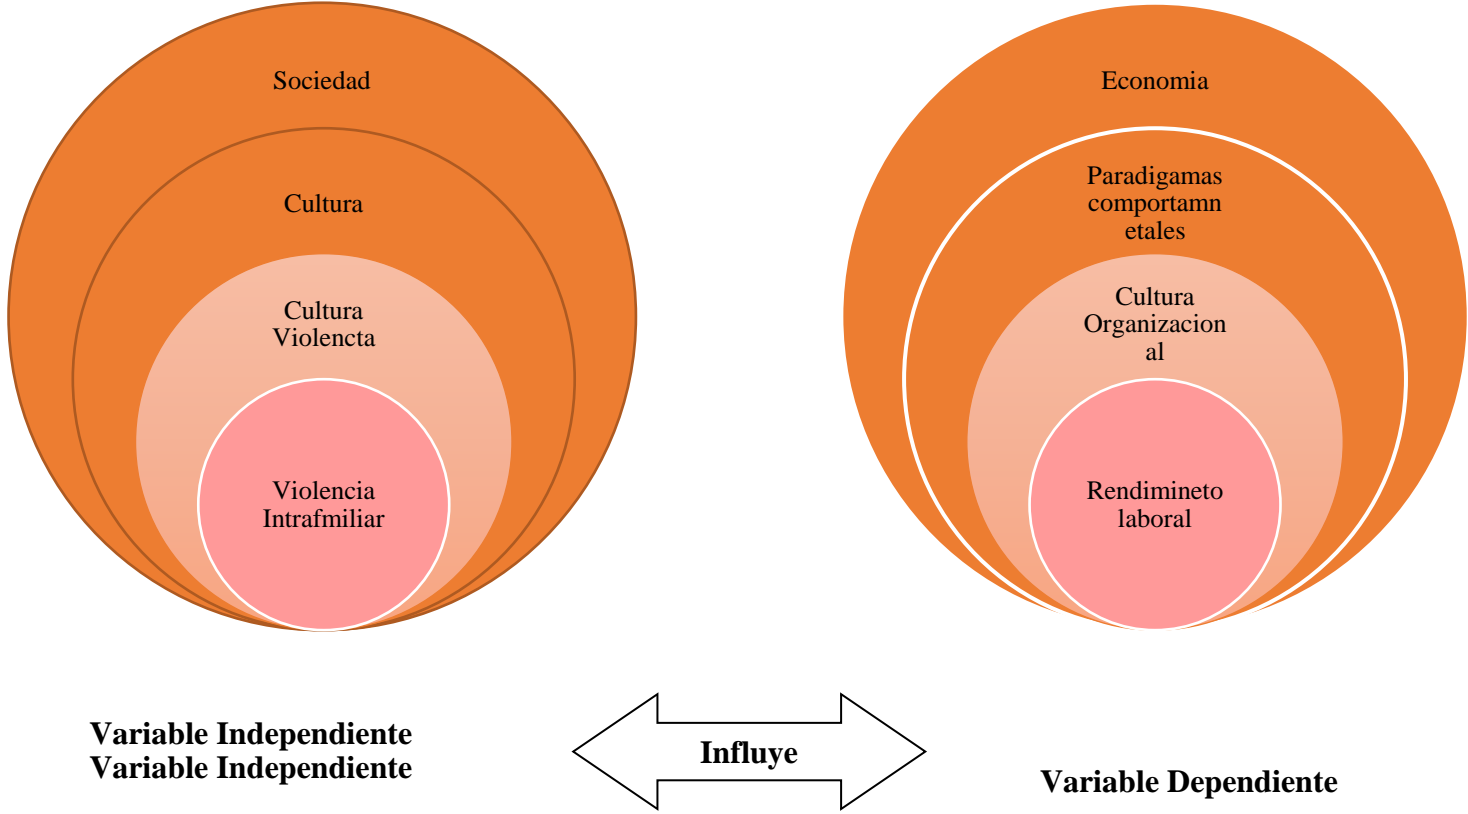 Sociedad
Cultura
Cultura
Violencta
Violencia
Intrafmiliar
Economia
Paradigamas
comportamn
etales
Cultura
Organizacion
al
Rendimineto
laboral
Variable Independiente
Variable Independiente
Influye
Variable Dependiente